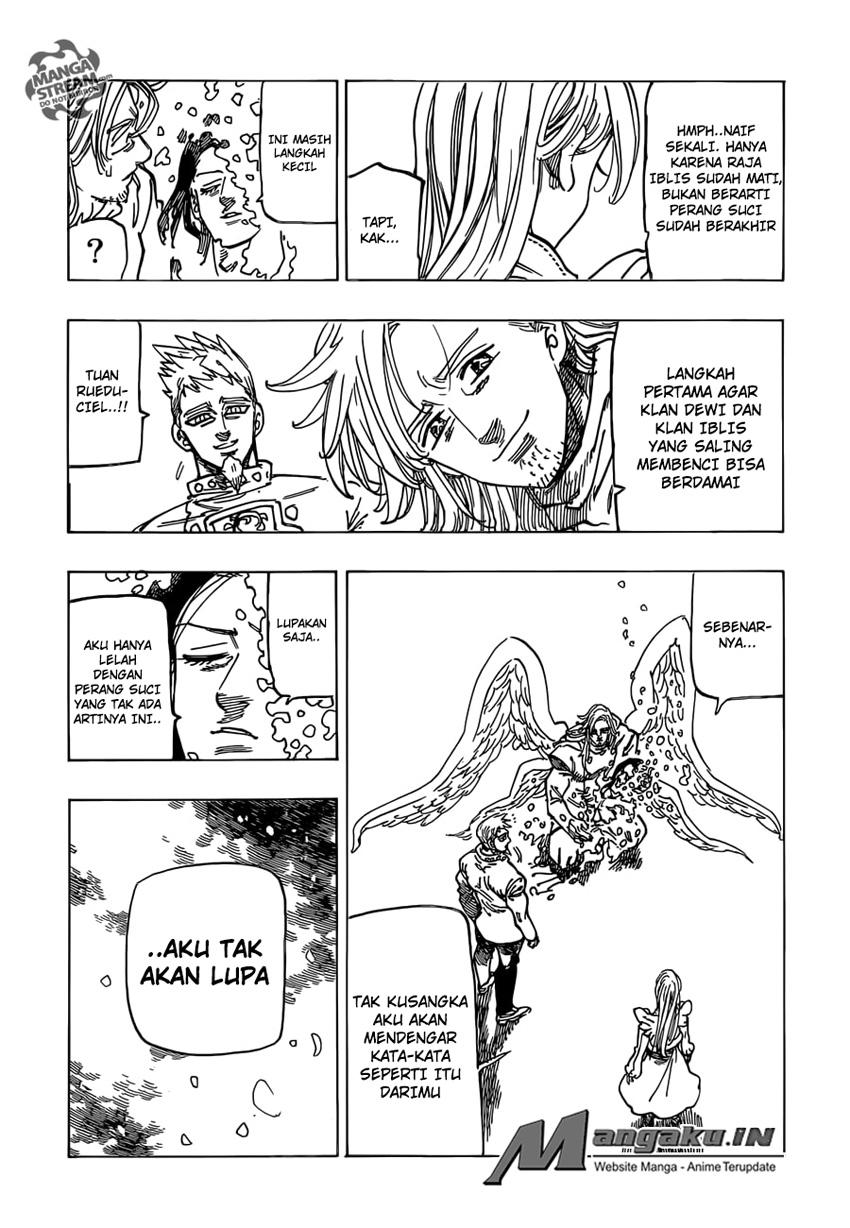 MANGA
STREAM.com
HMPH..NAIF
SEKALI. HANYA
KARENA RAJA
IBLIS SUDAH MATI,
BUKAN BERARTI
PERANG SUCI
SUDAH BERAKHIR
TAPI,
KAK...
INI MASIH
LANGKAH
KECIL
?
LANGKAH
PERTAMA AGAR
KLAN DEWI DAN
KLAN IBLIS
YANG SALING
MEMBENCI BISA
BERDAMAI
TUAN
RUEDU-
CIEL..!!
SEBENAR-
NYA...
TAK KUSANGKA
AKU AKAN
MENDENGAR
KATA-KATA
SEPERTI ITU
DARIMU
LUPAKAN
SAJA..
AKU HANYA
LELAH
DENGAN
PERANG SUCI
YANG TAK ADA
ARTINYA INI..
..AKU TAK
AKAN LUPA
Mangaku.in
Website Manga - Anime Terupdate